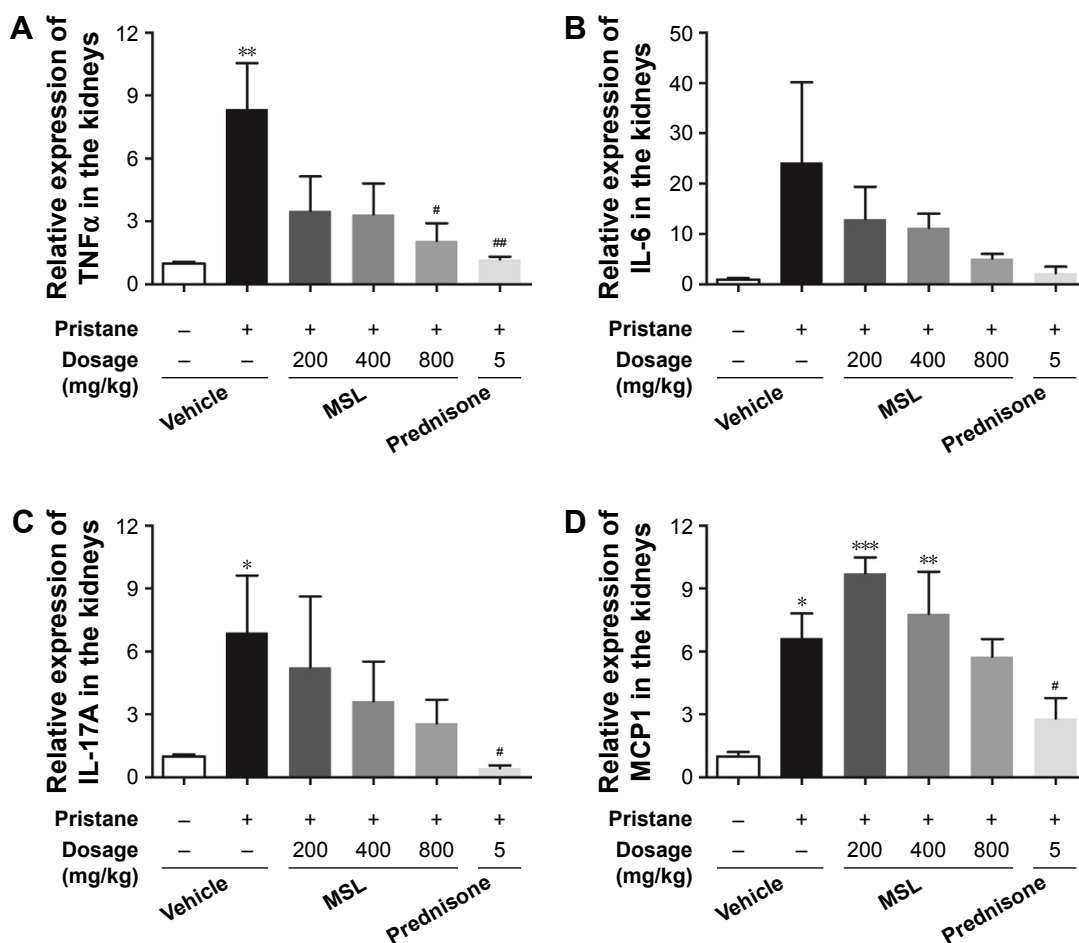 A
Relative expression of
TNFα in the kidneys
12
9
6
3
0
**
#
##
Pristane – + + + + +
Dosage – – 200 400 800 5
(mg/kg)
Vehicle MSL Prednisone
B
Relative expression of
IL-6 in the kidneys
50
40
30
20
10
0
Pristane – + + + + +
Dosage – – 200 400 800 5
(mg/kg)
Vehicle MSL Prednisone
C
Relative expression of
IL-17A in the kidneys
12
9
6
3
0
*
#
Pristane – + + + + +
Dosage – – 200 400 800 5
(mg/kg)
Vehicle MSL Prednisone
D
Relative expression of
MCP1 in the kidneys
12
9
6
3
0
*
***
**
#
Pristane – + + + + +
Dosage – – 200 400 800 5
(mg/kg)
Vehicle MSL Prednisone